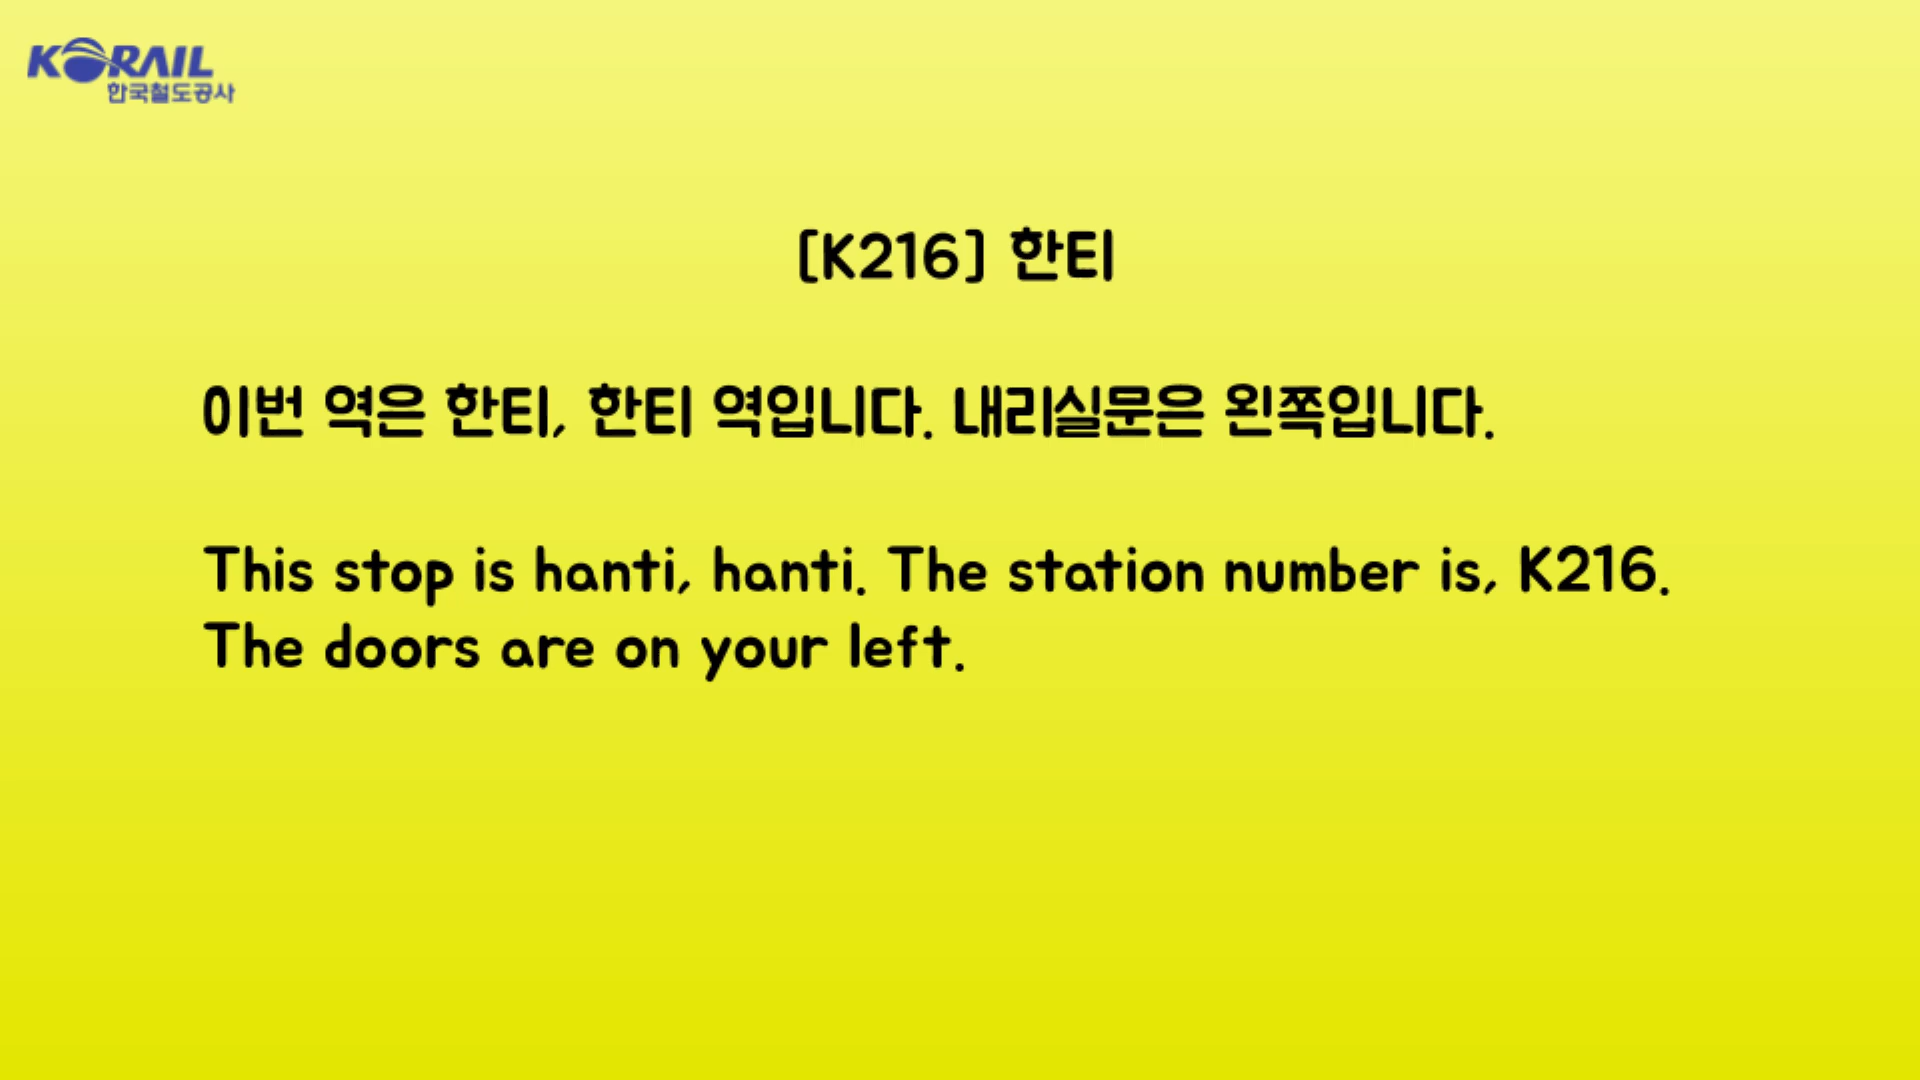 KORAIL
한국철도공사
[K216] 한티
이번 역은 한티, 한티 역입니다. 내리실문은 왼쪽입니다.
This stop is hanti, hanti. The station number is, K216.
The doors are on your left.